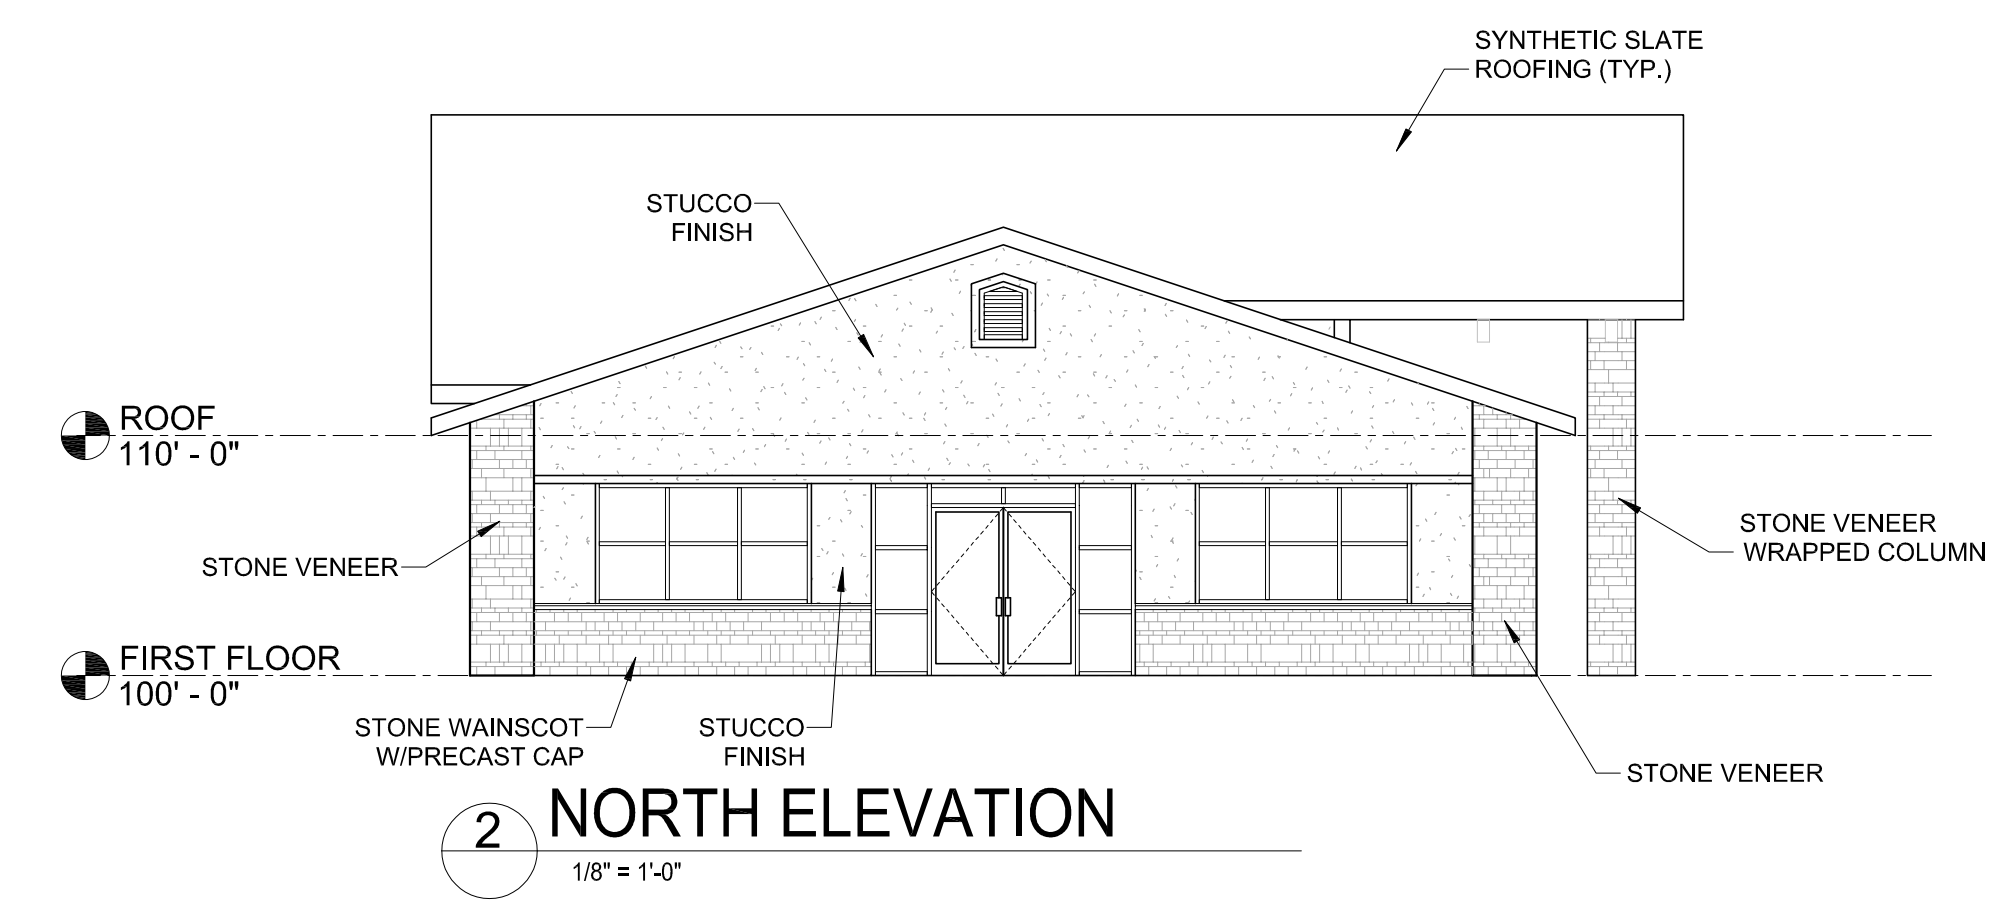 SYNTHETIC SLATE
ROOFING (TYP.)
STUCCO
FINISH
ROOF
110' - 0"
STONE VENEER
STONE VENEER
WRAPPED COLUMN
FIRST FLOOR
100' - 0"
STONE WAINSCOT
W/PRECAST CAP
STUCCO
FINISH
STONE VENEER
2
NORTH ELEVATION
1/8" = 1'-0"